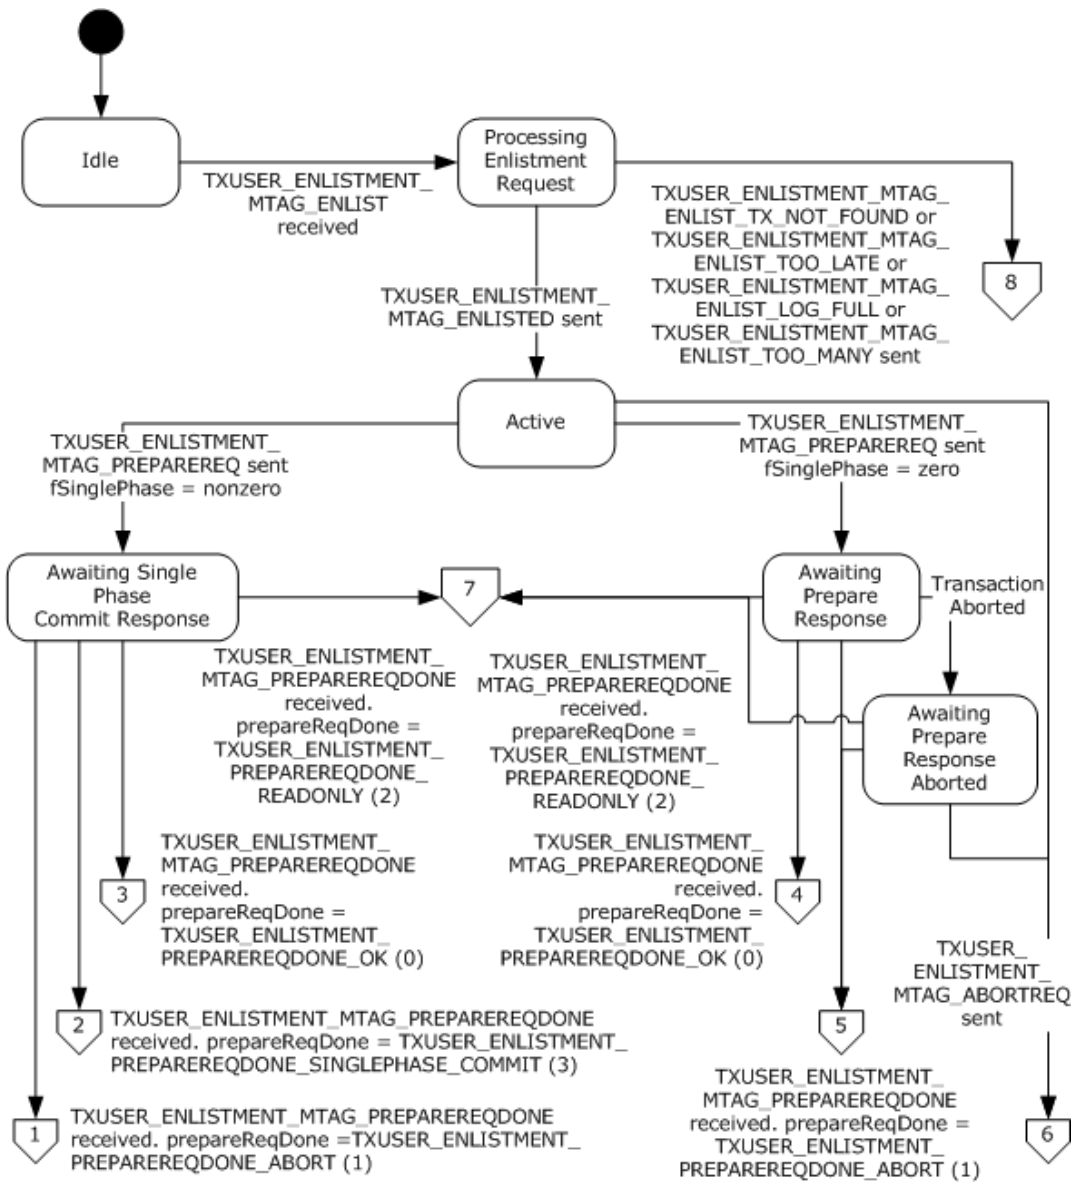 Idle
TXUSER_ENLISTMENT_
MTAG_ENLIST
received
Processing
Enlistment
Request
TXUSER_ENLISTMENT_MTAG_
ENLIST_TX_NOT_FOUND or
TXUSER_ENLISTMENT_MTAG_
ENLIST_TOO_LATE or
TXUSER_ENLISTMENT_MTAG_
ENLIST_LOG_FULL or
TXUSER_ENLISTMENT_MTAG_
ENLIST_TOO_MANY sent
8
TXUSER_ENLISTMENT_
MTAG_ENLISTED sent
Active
TXUSER_ENLISTMENT_
MTAG_PREPAREREQ sent
fSinglePhase = nonzero
TXUSER_ENLISTMENT_
MTAG_PREPAREREQ sent
fSinglePhase = zero
Awaiting Single
Phase
Commit Response
7
Awaiting
Prepare
Response
Transaction
Aborted
TXUSER_ENLISTMENT_
MTAG_PREPAREREQDONE
received.
prepareReqDone =
TXUSER_ENLISTMENT_
PREPAREREQDONE_
READONLY (2)
TXUSER_ENLISTMENT_
MTAG_PREPAREREQDONE
received.
prepareReqDone =
TXUSER_ENLISTMENT_
PREPAREREQDONE_
READONLY (2)
Awaiting
Prepare
Response
Aborted
3
TXUSER_ENLISTMENT_
MTAG_PREPAREREQDONE
received.
prepareReqDone =
TXUSER_ENLISTMENT_
PREPAREREQDONE_OK (0)
TXUSER_ENLISTMENT_
MTAG_PREPAREREQDONE
received.
prepareReqDone =
TXUSER_ENLISTMENT_
PREPAREREQDONE_OK (0)
4
TXUSER_
ENLISTMENT_
MTAG_ABORTREQ
sent
2
TXUSER_ENLISTMENT_MTAG_PREPAREREQDONE
received. prepareReqDone = TXUSER_ENLISTMENT_
PREPAREREQDONE_SINGLEPHASE_COMMIT (3)
5
TXUSER_ENLISTMENT_
MTAG_PREPAREREQDONE
received. prepareReqDone =
TXUSER_ENLISTMENT_
PREPAREREQDONE_ABORT (1)
1
TXUSER_ENLISTMENT_MTAG_PREPAREREQDONE
received. prepareReqDone =TXUSER_ENLISTMENT_
PREPAREREQDONE_ABORT (1)
6